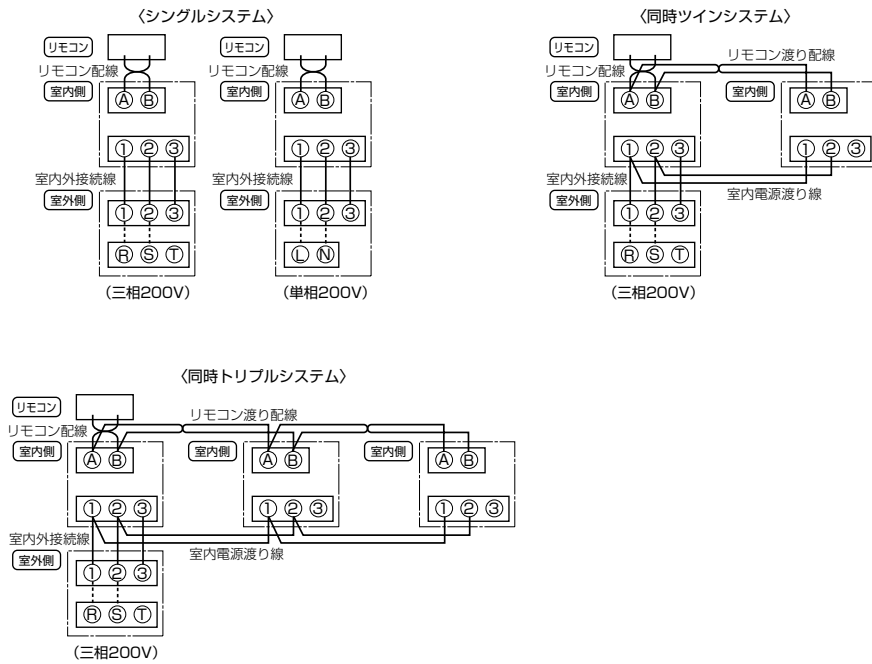 〈シングルシステム〉
リモコン
リモコン配線
室内側
A B
① ② ③
室内外接続線
室外側
① ② ③
R S T
(三相200V)
リモコン
リモコン配線
室内側
A B
① ② ③
室内外接続線
室外側
① ② ③
L N
(単相200V)
〈同時ツインシステム〉
リモコン
リモコン配線
リモコン渡り配線
室内側
A B
室内側
A B
① ② ③
① ② ③
室内外接続線
室内電源渡り線
室外側
① ② ③
R S T
(三相200V)
〈同時トリプルシステム〉
リモコン
リモコン配線
リモコン渡り配線
室内側
A B
室内側
A B
室内側
A B
① ② ③
① ② ③
① ② ③
室内外接続線
室内電源渡り線
室外側
① ② ③
R S T
(三相200V)